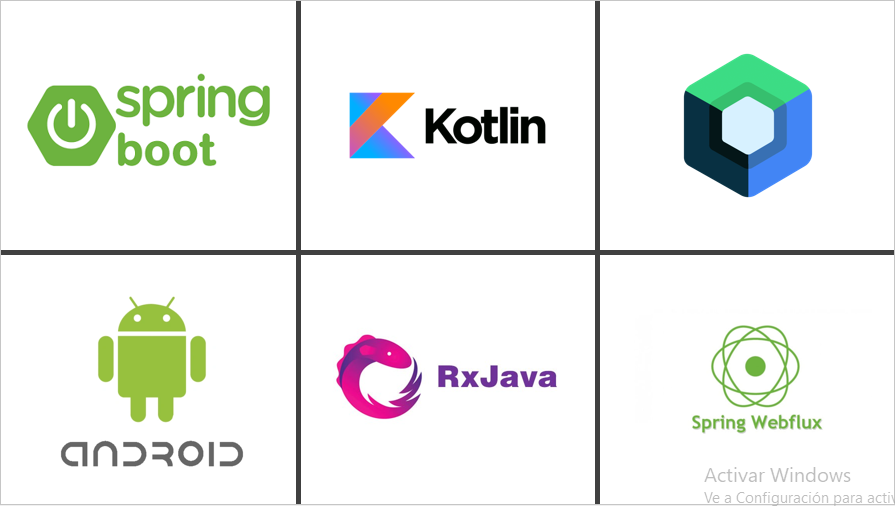 spring
boot
Kotlin
ANDROID
RxJava
Spring Webflux
Activar Windows
Ve a Configuración para activ